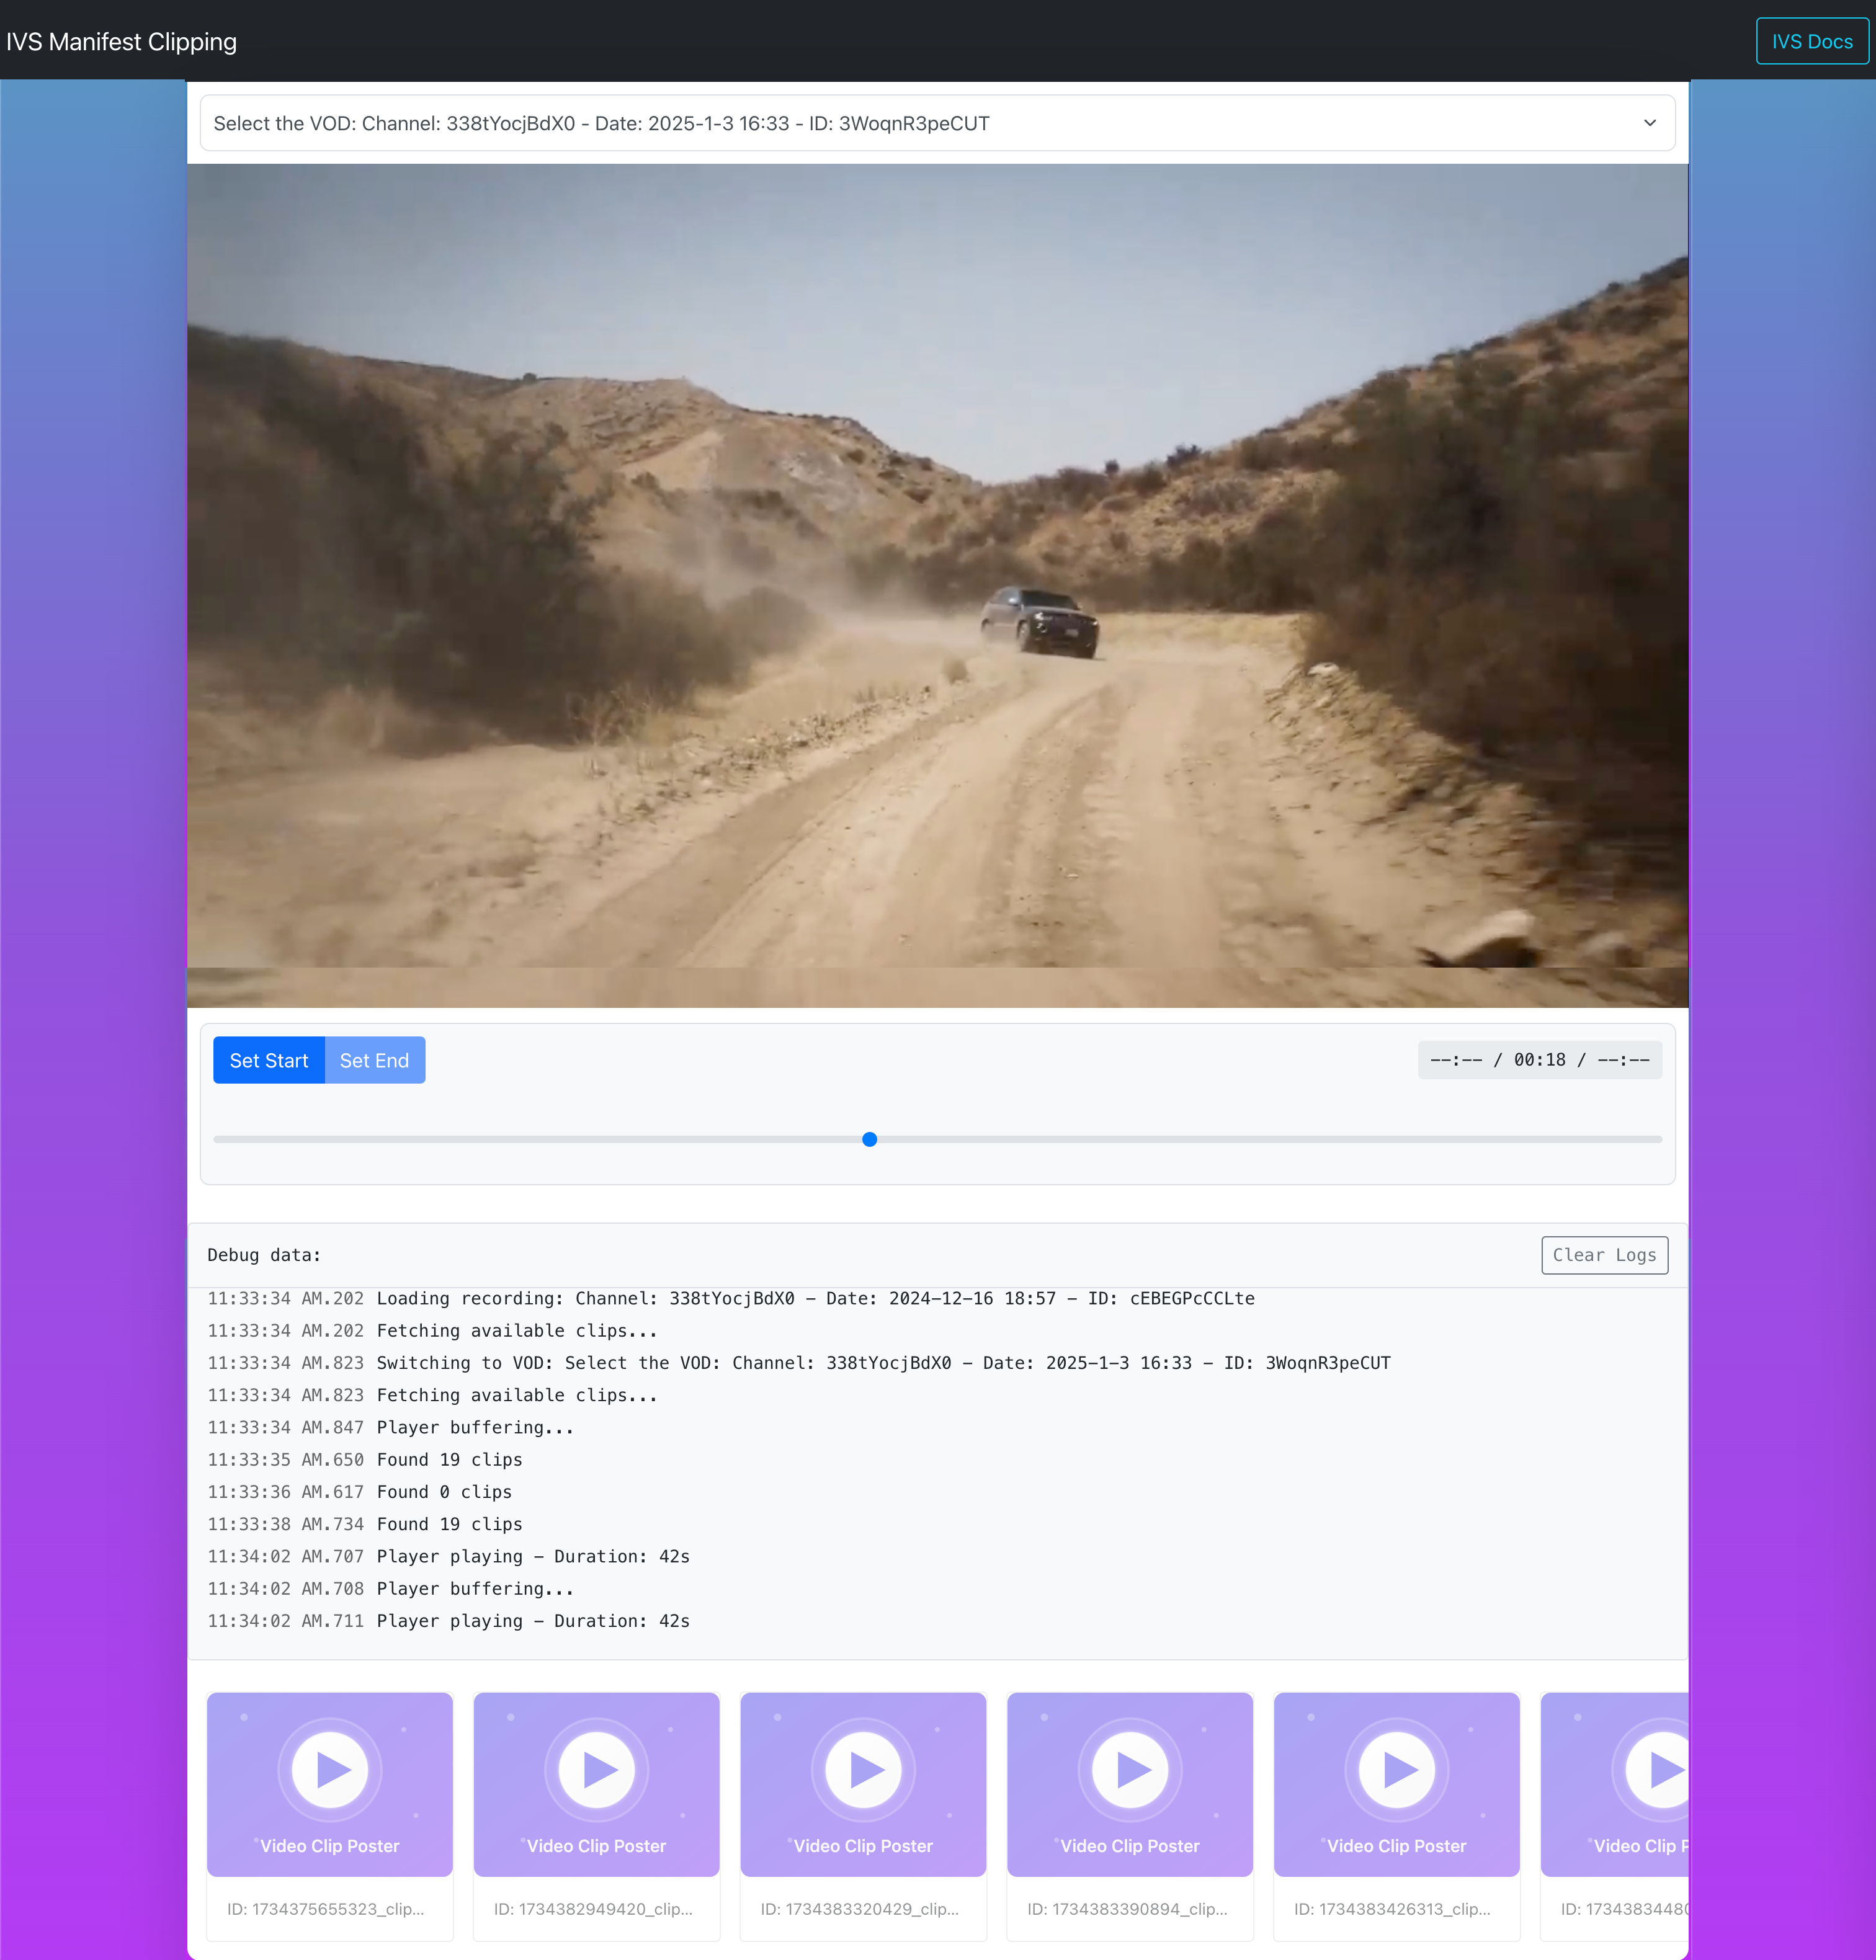 IVS Manifest Clipping
IVS Docs
Select the VOD: Channel: 338tYocjBdX0 - Date: 2025-1-3 16:33 - ID: 3WoqnR3peCUT
Set Start
Set End
--:-- / 00:18 / --:--
Debug data:
Clear Logs
11:33:34 AM.202 Loading recording: Channel: 338tYocjBdX0 - Date: 2024-12-16 18:57 - ID: cEBEGPcCCLte
11:33:34 AM.202 Fetching available clips...
11:33:34 AM.823 Switching to VOD: Select the VOD: Channel: 338tYocjBdX0 - Date: 2025-1-3 16:33 - ID: 3WoqnR3peCUT
11:33:34 AM.823 Fetching available clips...
11:33:34 AM.847 Player buffering...
11:33:35 AM.650 Found 19 clips
11:33:36 AM.617 Found 0 clips
11:33:38 AM.734 Found 19 clips
11:34:02 AM.707 Player playing - Duration: 42s
11:34:02 AM.708 Player buffering...
11:34:02 AM.711 Player playing - Duration: 42s
Video Clip Poster
Video Clip Poster
Video Clip Poster
Video Clip Poster
Video Clip Poster
Video Clip
ID: 1734375655323_clip...
ID: 1734382949420_clip...
ID: 1734383320429_clip...
ID: 1734383390894_clip...
ID: 1734383426313_clip...
ID: 17343834480